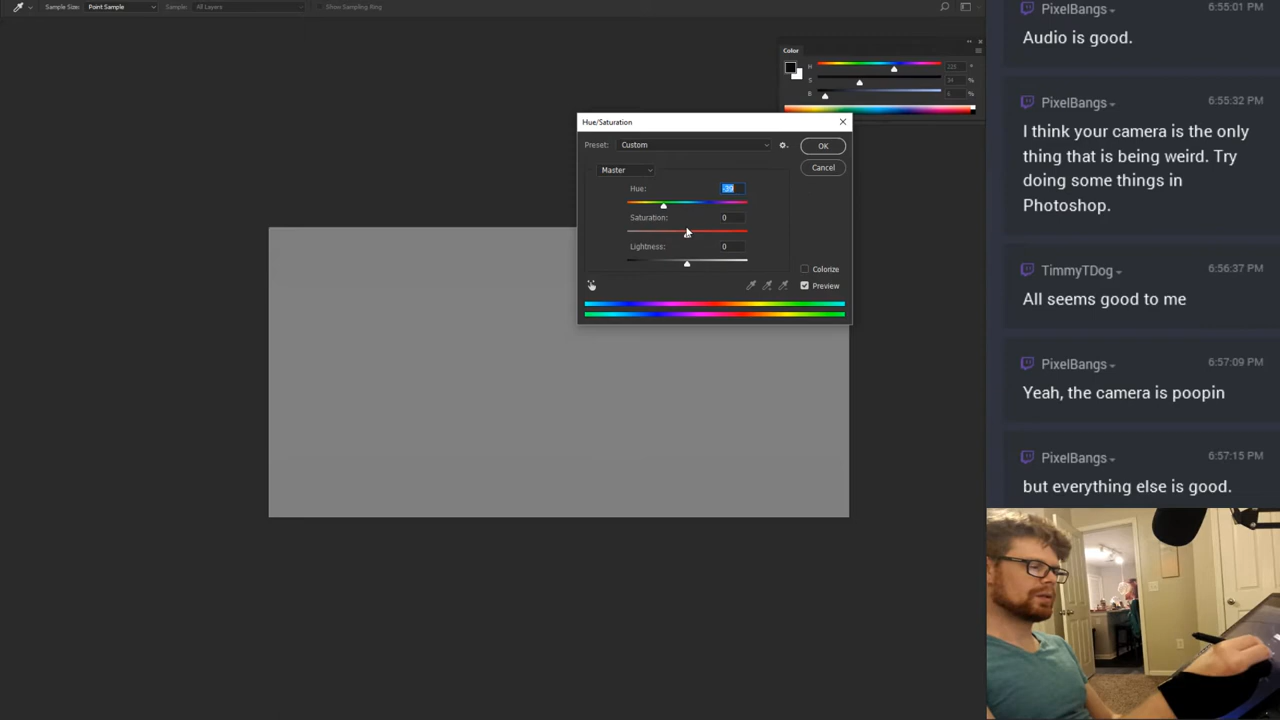 Sample Size: Point Sample Sample: All Layers Show Sampling Ring
Color
H 228 °
S 34 %
B 4 %
Hue/Saturation
Preset: Custom
OK
Cancel
Master
Hue: -39
Saturation: 0
Lightness: 0
Colorize
Preview
PixelBangs 6:55:01 PM
Audio is good.
PixelBangs 6:55:32 PM
I think your camera is the only
thing that is being weird. Try
doing some things in
Photoshop.
TimmyTDog 6:56:37 PM
All seems good to me
PixelBangs 6:57:09 PM
Yeah, the camera is poopin
PixelBangs 6:57:15 PM
but everything else is good.